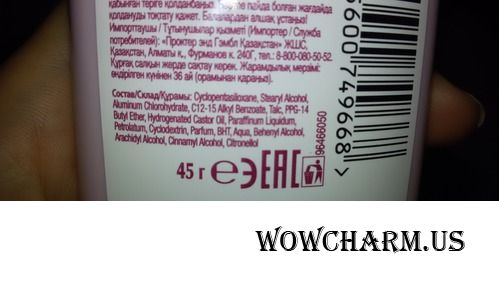 қабынған теріге қолданбаңыз. пайда болған жағдайда
қолдануды тоқтату қажет. Балалардан алшақ ұстаңыз!
Импорттаушы / Тұтынушылар қызметі (Импортер / Служба
потребителей): «Проктер энд Гэмбл Қазақстан» ЖШС,
Қазақстан, Алматы қ., Фурманов к. 240Г, тел.: 8-800-080-50-52.
Құрғақ салқын жерде сақтау керек. Жарамдылық мерзімі:
өндірілген күнінен 36 ай (орамынан қараңыз).
Состав/Склад/Құрамы: Cyclopentasiloxane, Stearyl Alcohol,
Aluminum Chlorohydrate, C12-15 Alkyl Benzoate, Talc, PPG-14
Butyl Ether, Hydrogenated Castor Oil, Paraffinum Liquidum,
Petrolatum, Cyclodextrin, Parfum, BHT, Aqua, Behenyl Alcohol,
Arachidyl Alcohol, Cinnamyl Alcohol, Citronellol
96466050
45 г ℮ ЭЕАС
5600749668 >
WOWCHARM.US